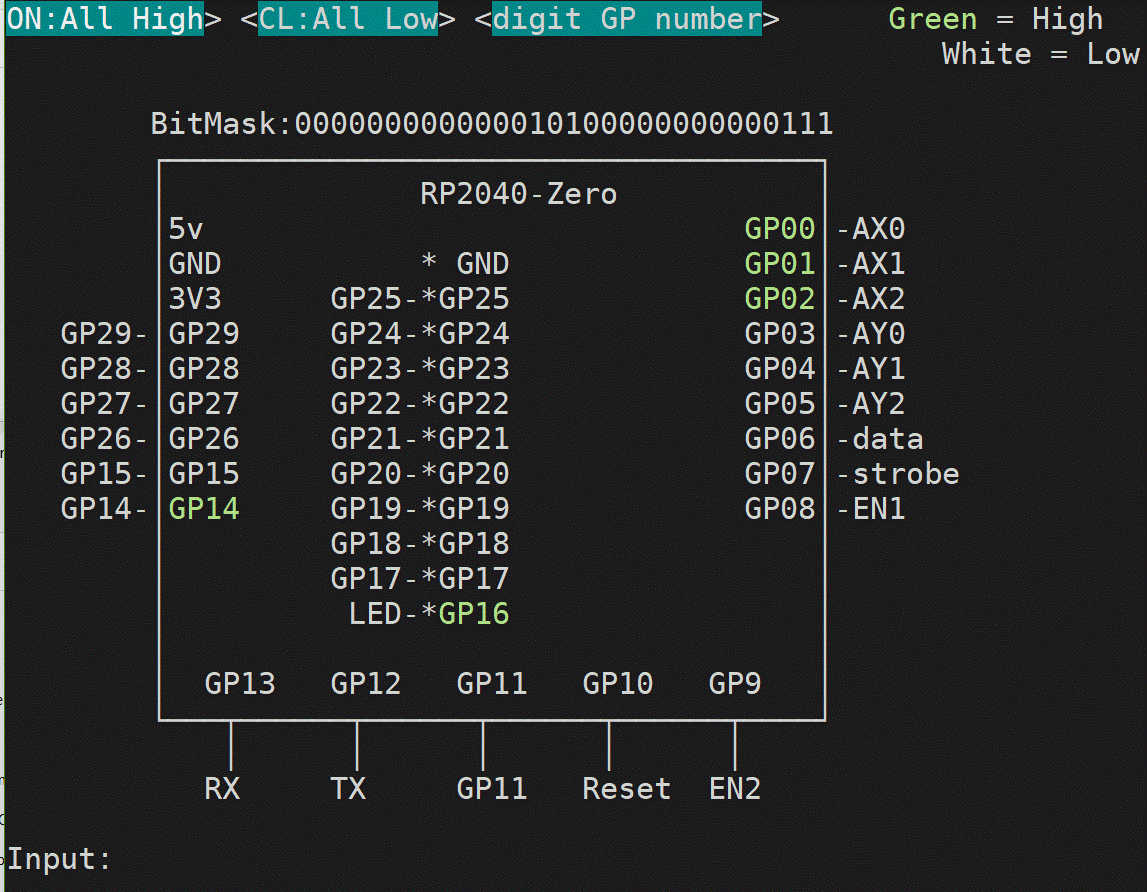 ON:All High> <CL:All Low> <digit GP number> Green = High
White = Low
BitMask:000000000000010100000000000111
RP2040-Zero
5v GP00 -AX0
GND * GND GP01 -AX1
3V3 GP25-*GP25 GP02 -AX2
GP29- GP29 GP24-*GP24 GP03 -AY0
GP28- GP28 GP23-*GP23 GP04 -AY1
GP27- GP27 GP22-*GP22 GP05 -AY2
GP26- GP26 GP21-*GP21 GP06 -data
GP15- GP15 GP20-*GP20 GP07 -strobe
GP14- GP14 GP19-*GP19 GP08 -EN1
GP18-*GP18
GP17-*GP17
LED-*GP16
GP13 GP12 GP11 GP10 GP9
RX TX GP11 Reset EN2
Input: